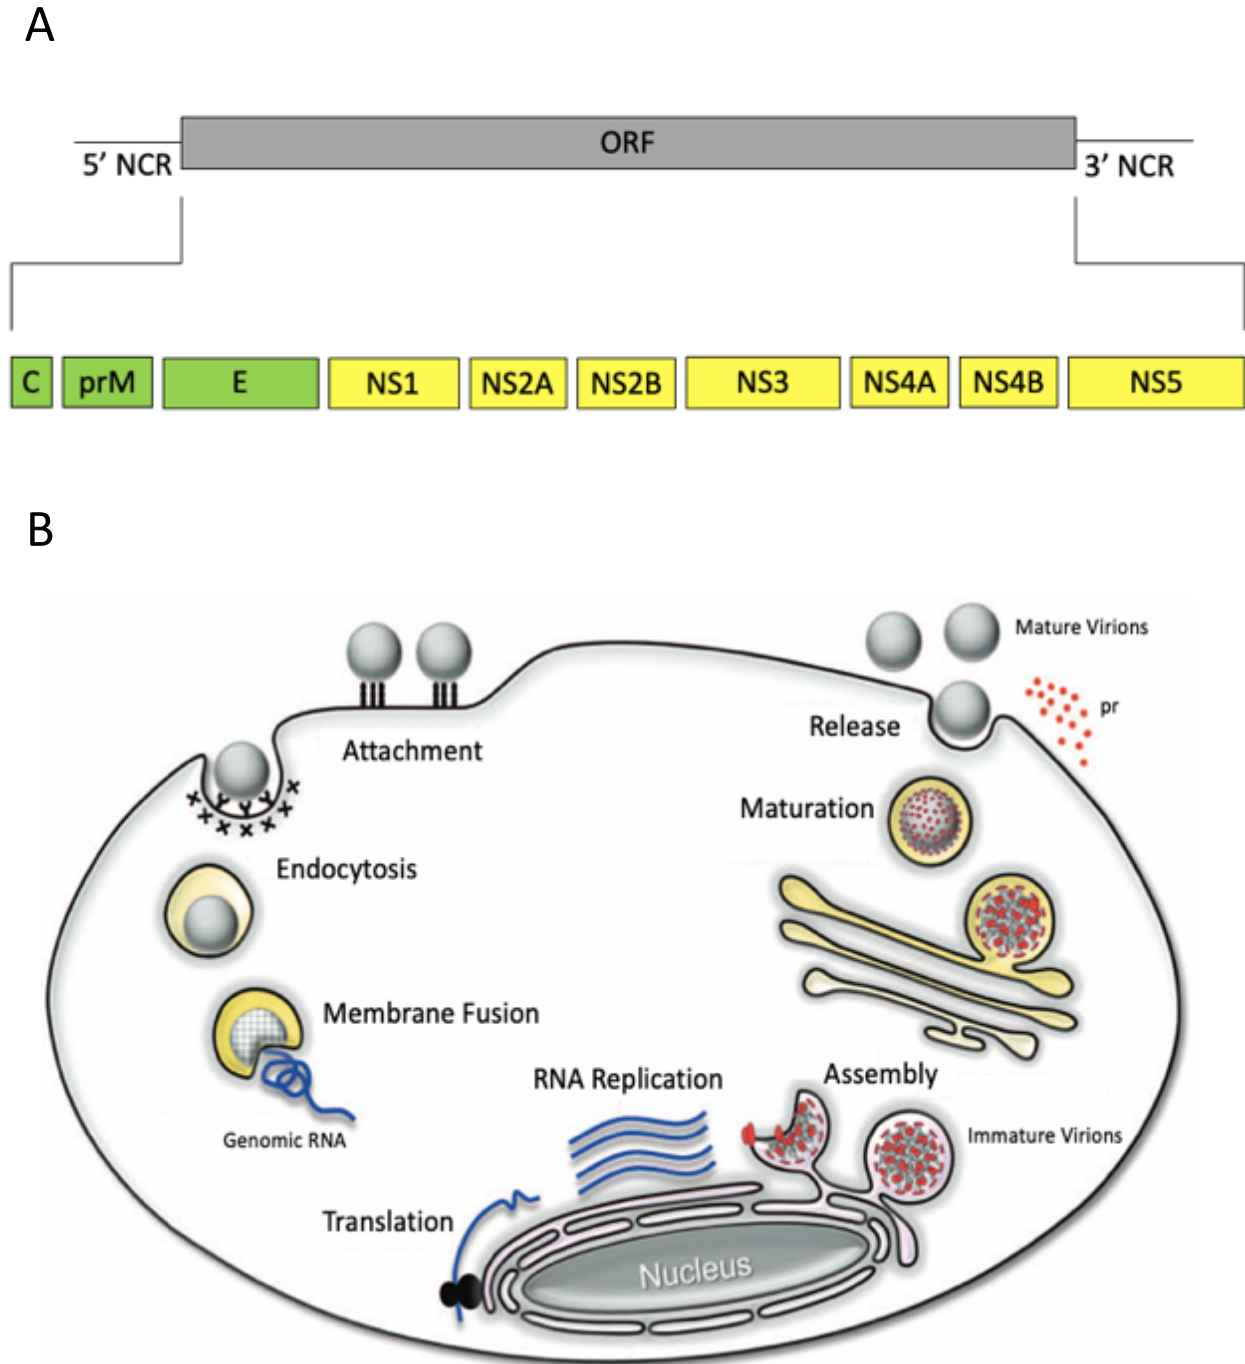 A
ORF
5’ NCR
3’ NCR
C prM E NS1 NS2A NS2B NS3 NS4A NS4B NS5
B
Mature Virions
pr
Release
Attachment
Maturation
Endocytosis
Membrane Fusion
RNA Replication
Assembly
Genomic RNA
Immature Virions
Translation
Nucleus